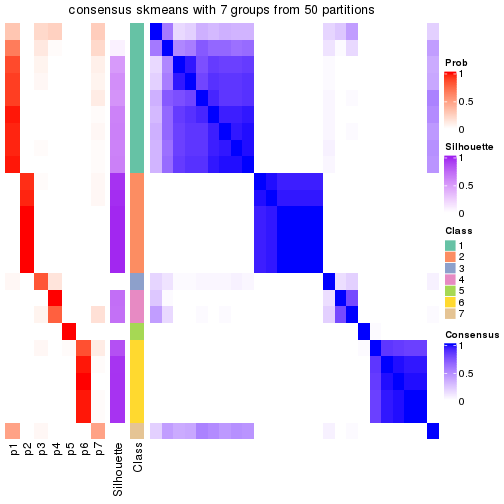 consensus skmeans with 7 groups from 50 partitions
Prob
1
0.5
0
Silhouette
1
0.5
0
Class
1
2
3
4
5
6
7
Consensus
1
0.5
0
p1
p2
p3
p4
p5
p6
p7
Silhouette
Class